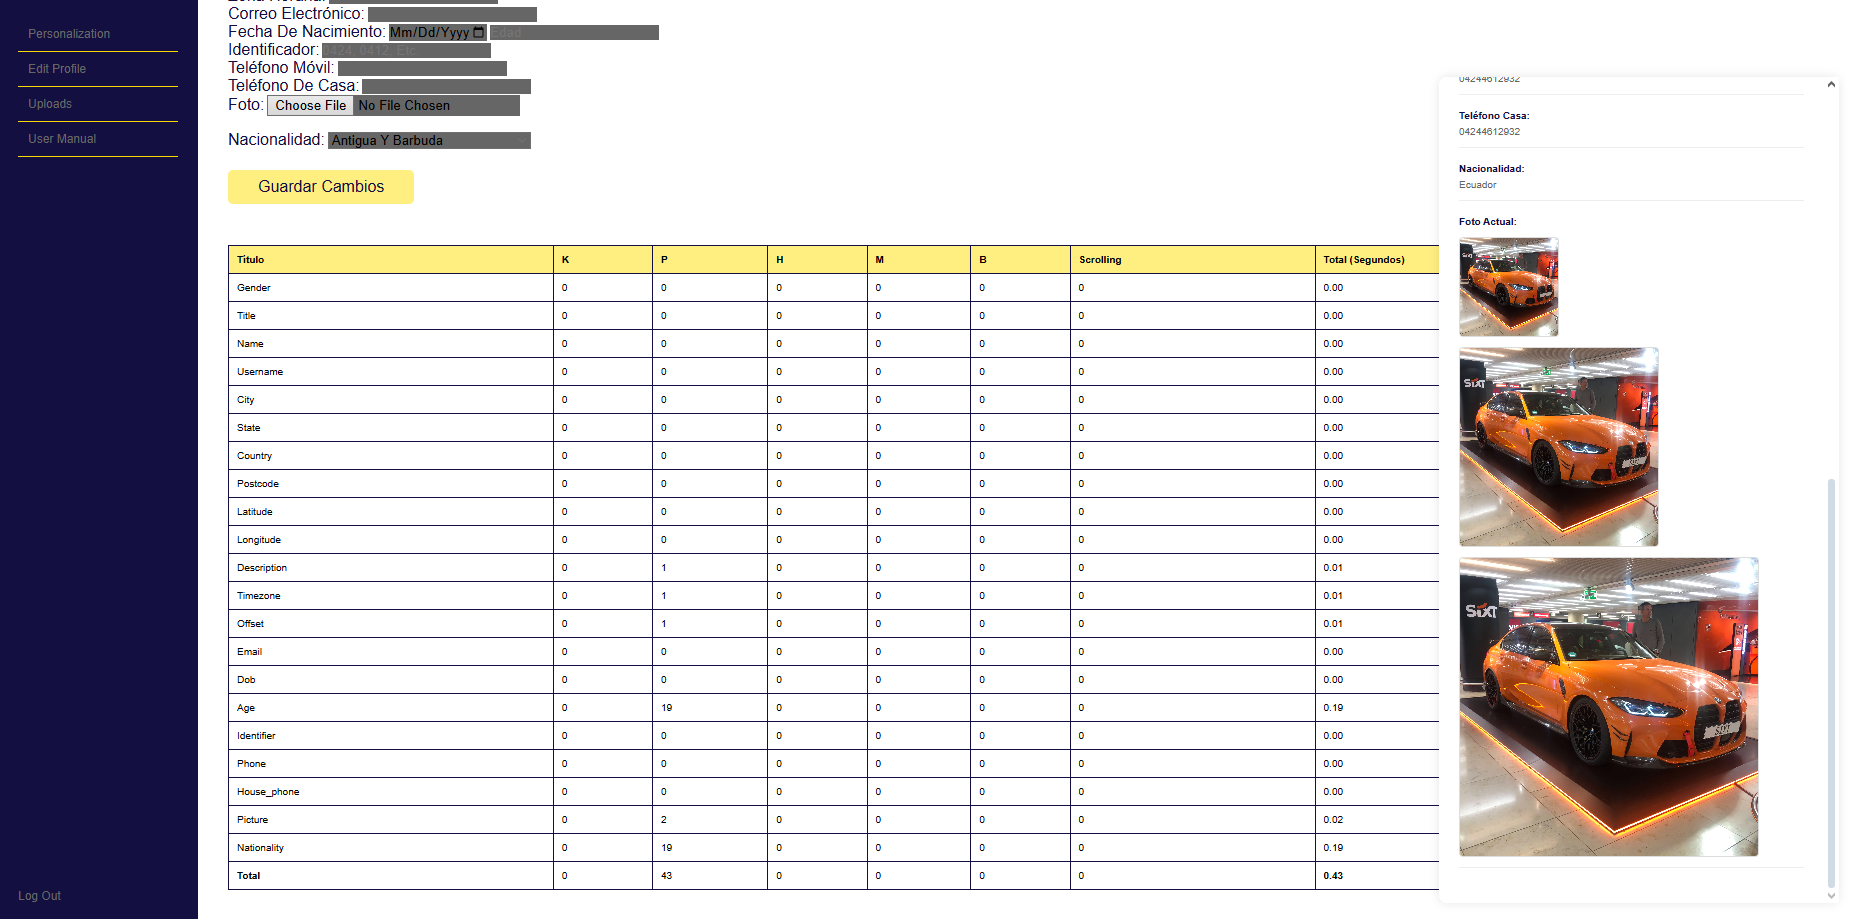 Personalization
Edit Profile
Uploads
User Manual
Log Out
Correo Electrónico:
Fecha De Nacimiento: Mm/Dd/Yyyy Edad
Identificador: 0424, 0412, Etc
Teléfono Móvil:
Teléfono De Casa:
Foto: Choose File No File Chosen
Nacionalidad: Antigua Y Barbuda
Guardar Cambios
Titulo K P H M B Scrolling Total (Segundos)
Gender 0 0 0 0 0 0 0.00
Title 0 0 0 0 0 0 0.00
Name 0 0 0 0 0 0 0.00
Username 0 0 0 0 0 0 0.00
City 0 0 0 0 0 0 0.00
State 0 0 0 0 0 0 0.00
Country 0 0 0 0 0 0 0.00
Postcode 0 0 0 0 0 0 0.00
Latitude 0 0 0 0 0 0 0.00
Longitude 0 0 0 0 0 0 0.00
Description 0 1 0 0 0 0 0.01
Timezone 0 1 0 0 0 0 0.01
Offset 0 1 0 0 0 0 0.01
Email 0 0 0 0 0 0 0.00
Dob 0 0 0 0 0 0 0.00
Age 0 19 0 0 0 0 0.19
Identifier 0 0 0 0 0 0 0.00
Phone 0 0 0 0 0 0 0.00
House_phone 0 0 0 0 0 0 0.00
Picture 0 2 0 0 0 0 0.02
Nationality 0 19 0 0 0 0 0.19
Total 0 43 0 0 0 0 0.43
04244612932
Teléfono Casa:
04244612932
Nacionalidad:
Ecuador
Foto Actual:
SIXT
SIXT
SIXT